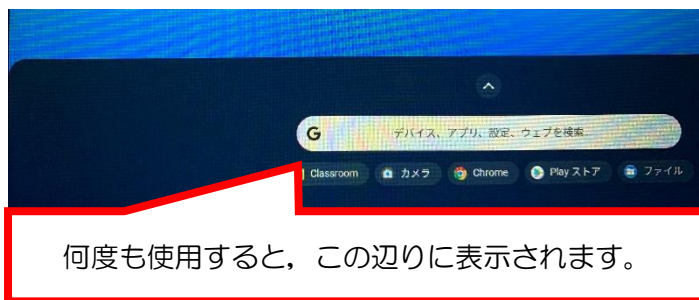 G
デバイス、アプリ、設定、ウェブを検索
Classroom カメラ Chrome Play ストア ファイル
何度も使用すると，この辺りに表示されます。